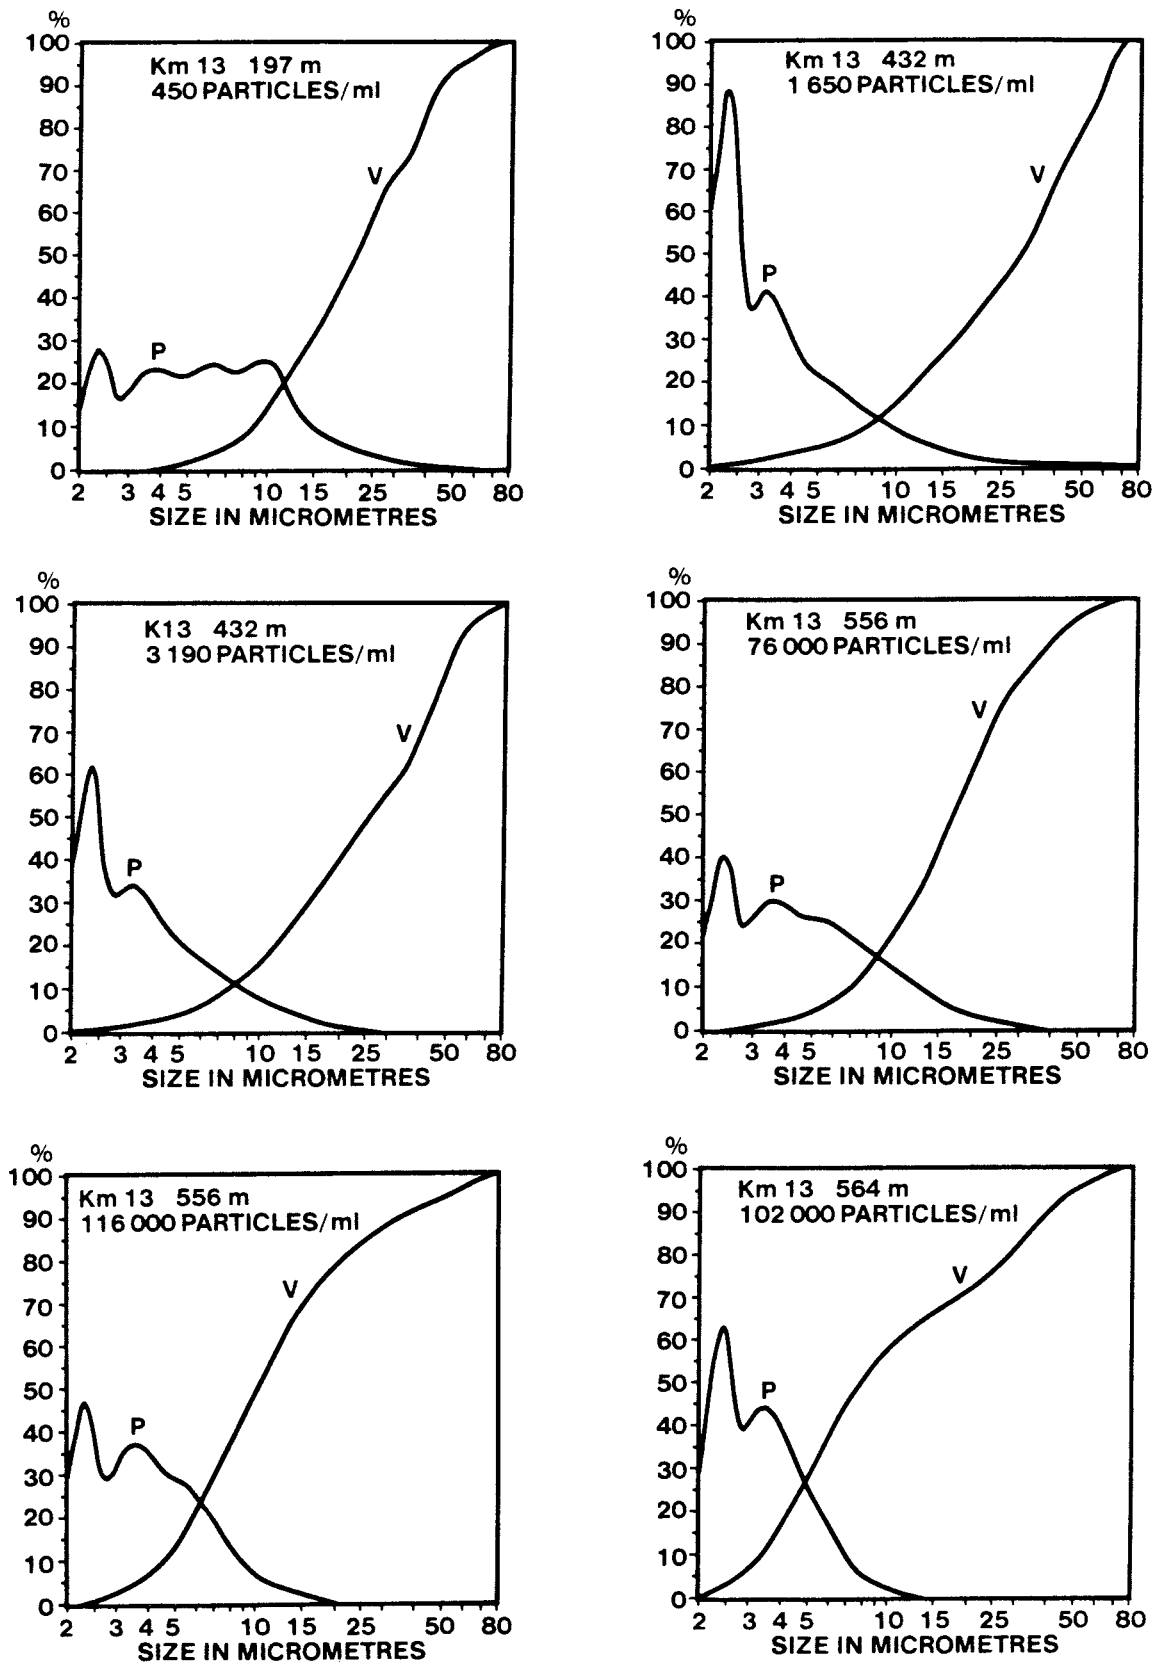 %
100
Km 13 197 m
450 PARTICLES/ml
90
80
70
V
60
50
40
30
P
20
10
0
2 3 4 5 10 15 25 50 80
SIZE IN MICROMETRES
%
100
Km 13 432 m
1 650 PARTICLES/ml
90
80
70
V
60
50
P
40
30
20
10
0
2 3 4 5 10 15 25 50 80
SIZE IN MICROMETRES
%
100
K13 432 m
3 190 PARTICLES/ml
90
80
70
V
60
50
40
P
30
20
10
0
2 3 4 5 10 15 25 50 80
SIZE IN MICROMETRES
%
100
Km 13 556 m
76 000 PARTICLES/ml
90
80
V
70
60
50
40
P
30
20
10
0
2 3 4 5 10 15 25 50 80
SIZE IN MICROMETRES
%
100
Km 13 556 m
116 000 PARTICLES/ml
90
80
V
70
60
50
40
P
30
20
10
0
2 3 4 5 10 15 25 50 80
SIZE IN MICROMETRES
%
100
Km 13 564 m
102 000 PARTICLES/ml
90
80
V
70
60
50
P
40
30
20
10
0
2 3 4 5 10 15 25 50 80
SIZE IN MICROMETRES